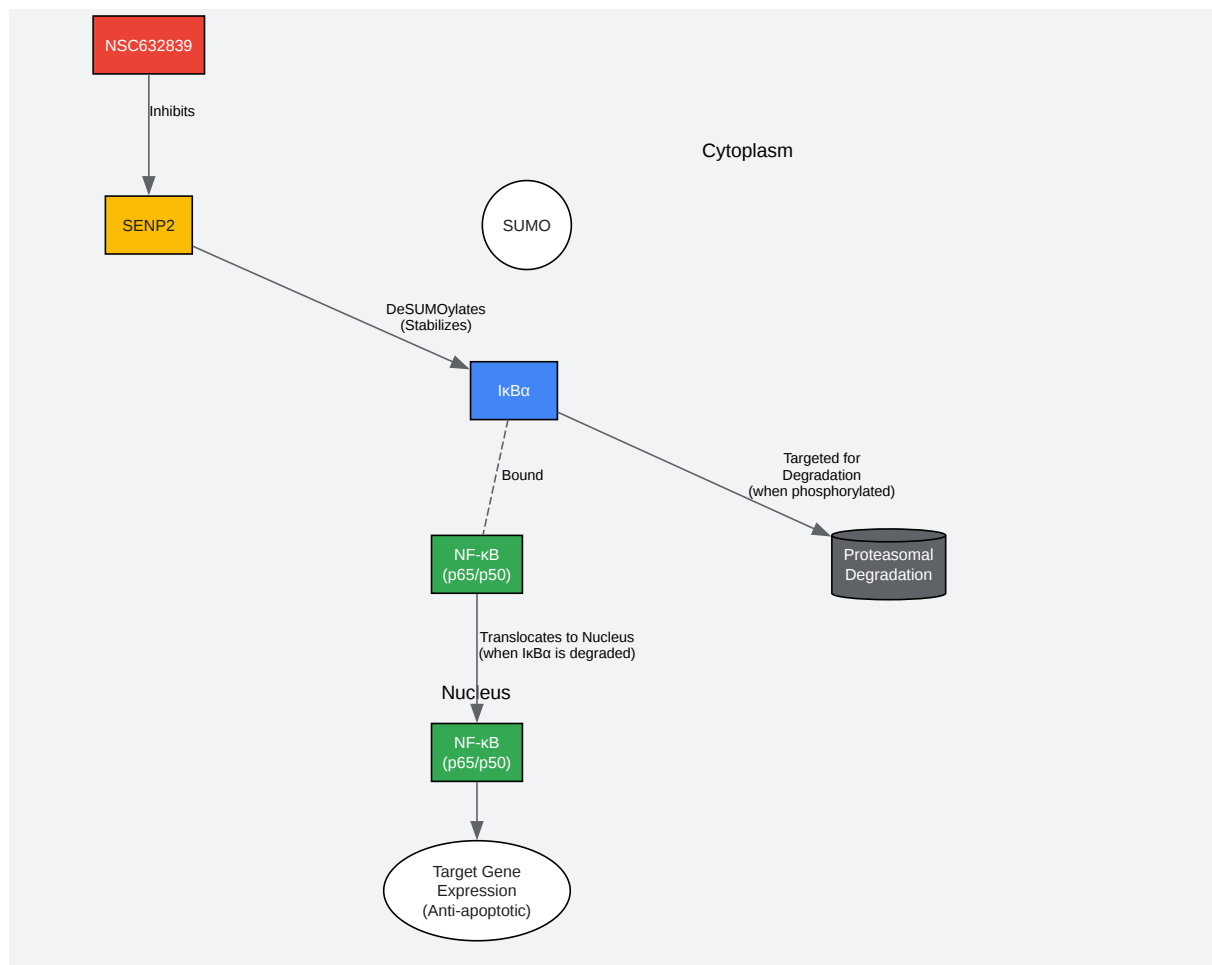 NSC632839
Inhibits
Cytoplasm
SENP2
SUMO
DeSUMOylates
(Stabilizes)
IκBα
Bound
Targeted for
Degradation
(when phosphorylated)
NF-κB
(p65/p50)
Proteasomal
Degradation
Translocates to Nucleus
(when IκBα is degraded)
Nucleus
NF-κB
(p65/p50)
Target Gene
Expression
(Anti-apoptotic)